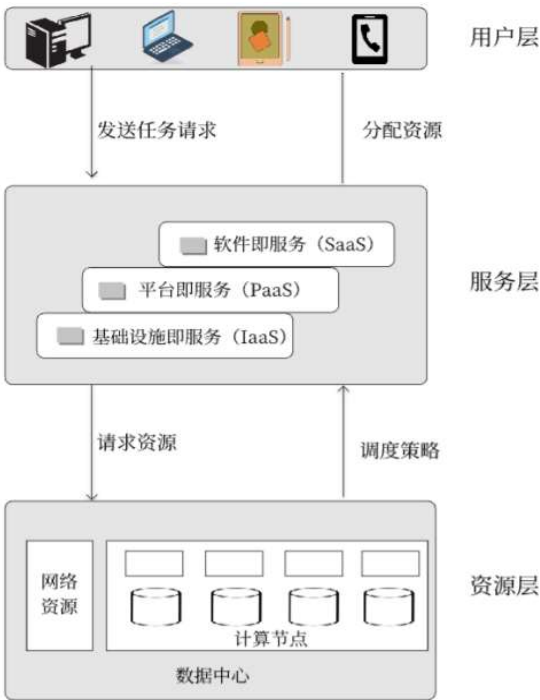 用户层
发送任务请求
分配资源
软件即服务（SaaS）
平台即服务（PaaS）
服务层
基础设施即服务（IaaS）
请求资源
调度策略
网络
资源
资源层
计算节点
数据中心